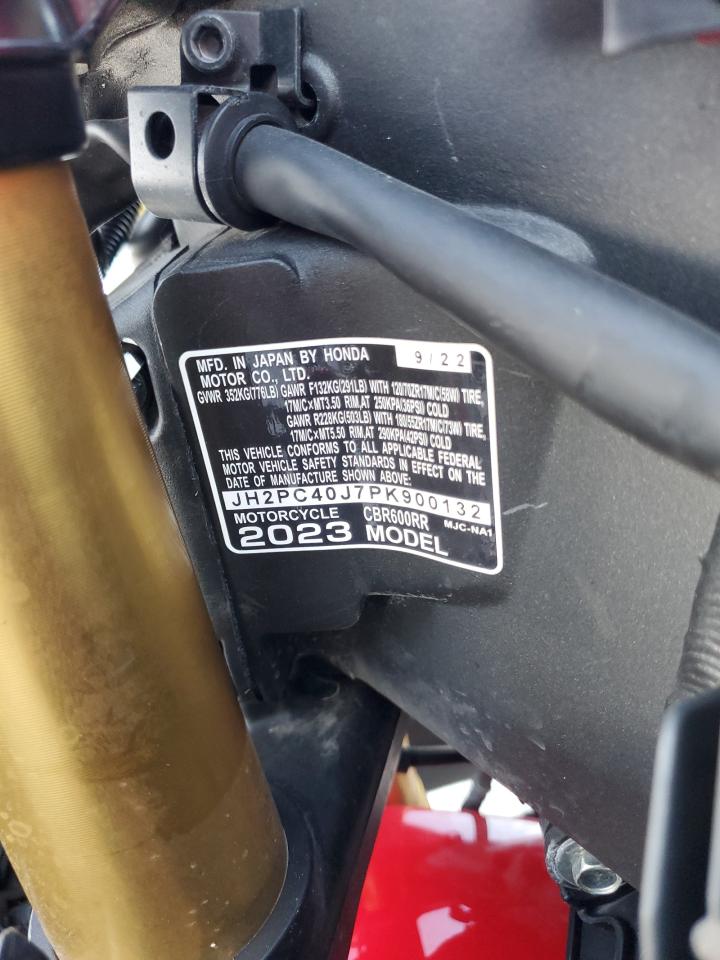 MFD. IN JAPAN BY HONDA 9/22
MOTOR CO., LTD.
GVWR 352KG(776LB) GAWR F132KG(291LB) WITH 120/70ZR17M/C(58W) TIRE,
17M/C×MT3.50 RIM, AT 250KPA(36PSI) COLD
GAWR R228KG(503LB) WITH 180/55ZR17M/C(73W) TIRE,
17M/C×MT5.50 RIM, AT 290KPA(42PSI) COLD
THIS VEHICLE CONFORMS TO ALL APPLICABLE FEDERAL
MOTOR VEHICLE SAFETY STANDARDS IN EFFECT ON THE
DATE OF MANUFACTURE SHOWN ABOVE:
JH2PC40J7PK900132
MOTORCYCLE CBR600RR MJC-NA1
2023 MODEL